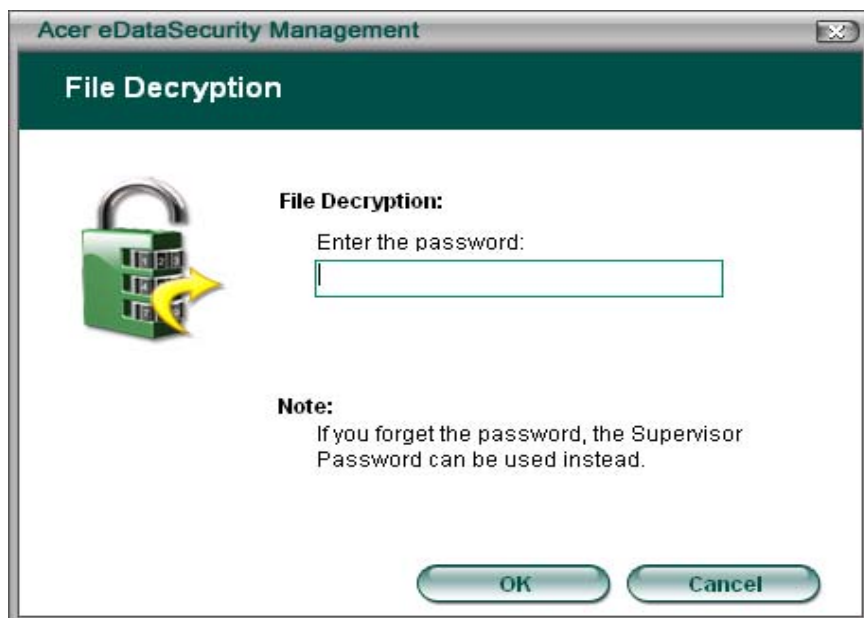 Acer eDataSecurity Management
File Decryption
File Decryption:
Enter the password:
Note:
If you forget the password, the Supervisor
Password can be used instead.
OK
Cancel